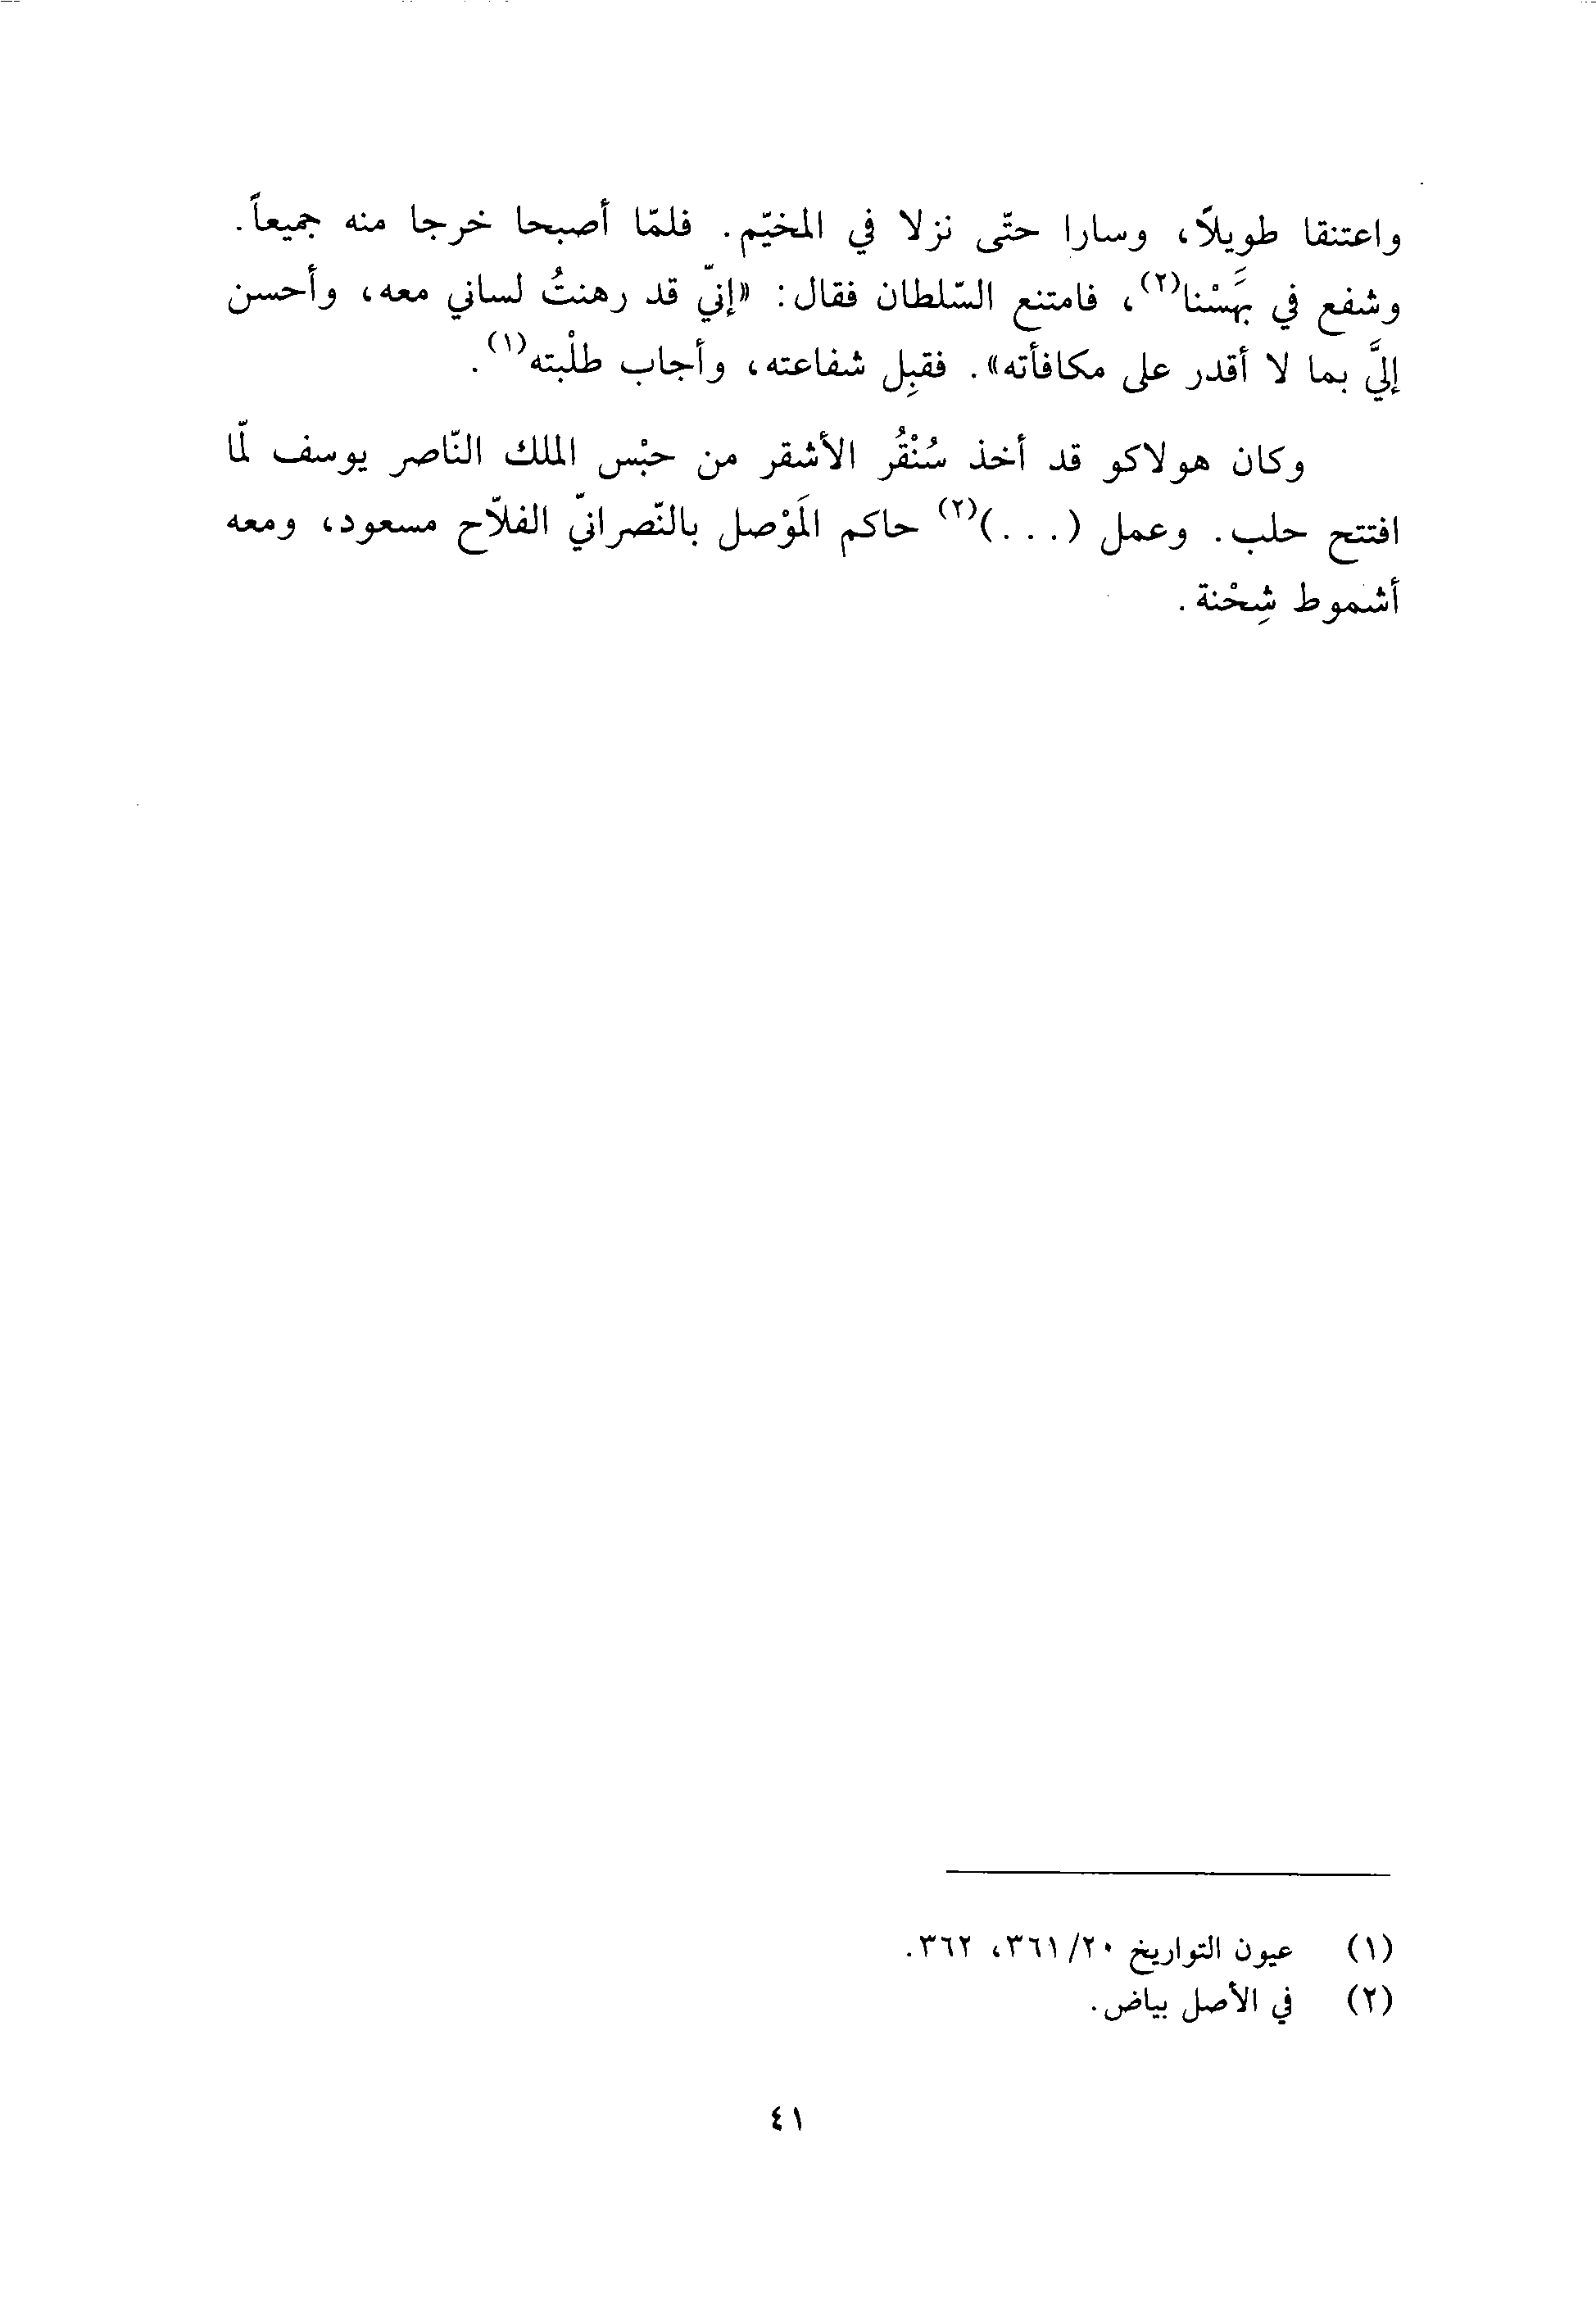 واعتنقا طويلاً، وسارا حتّى نزلا في المخيّم. فلمّا أصبحا خرجا منه جميعاً.
وشفع في بَهَسْنا(٢)، فامتنع السّلطان فقال: «إنّي قد رهنتُ لساني معه، وأحسن
إليَّ بما لا أقدر على مكافأته». فقبِل شفاعته، وأجاب طلْبته(١).
وكان هولاكو قد أخذ سُنْقُر الأشقر من حبْس الملك النّاصر يوسف لمّا
افتتح حلب. وعمل (...)(٢) حاكم المَوْصل بالنّصرانيّ الفلاّح مسعود، ومعه
أشموط شِحْنة.
(١) عيون التواريخ ٢٠/ ٣٦١، ٣٦٢.
(٢) في الأصل بياض.
٤١